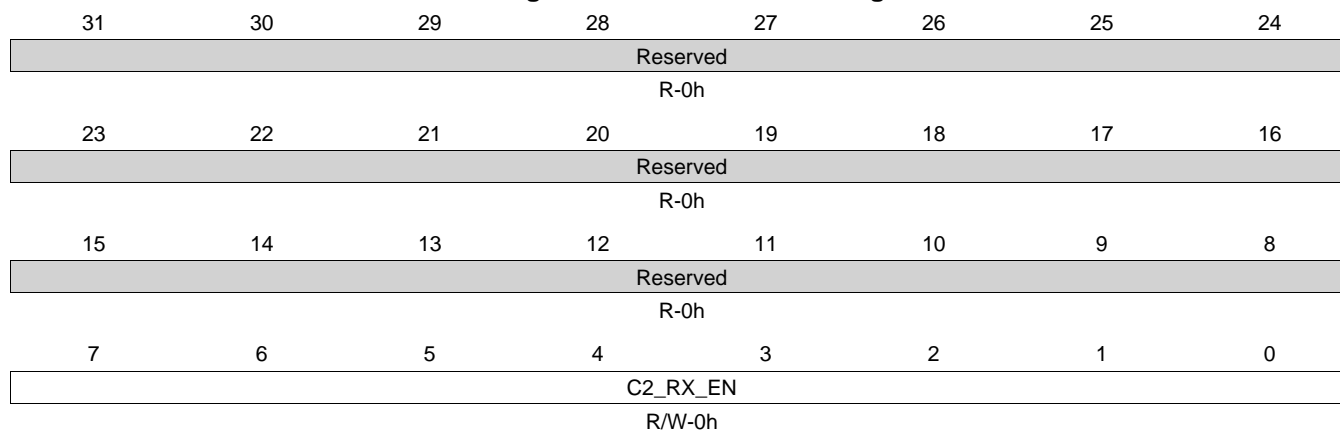 31 30 29 28 27 26 25 24
Reserved
R-0h
23 22 21 20 19 18 17 16
Reserved
R-0h
15 14 13 12 11 10 9 8
Reserved
R-0h
7 6 5 4 3 2 1 0
C2_RX_EN
R/W-0h